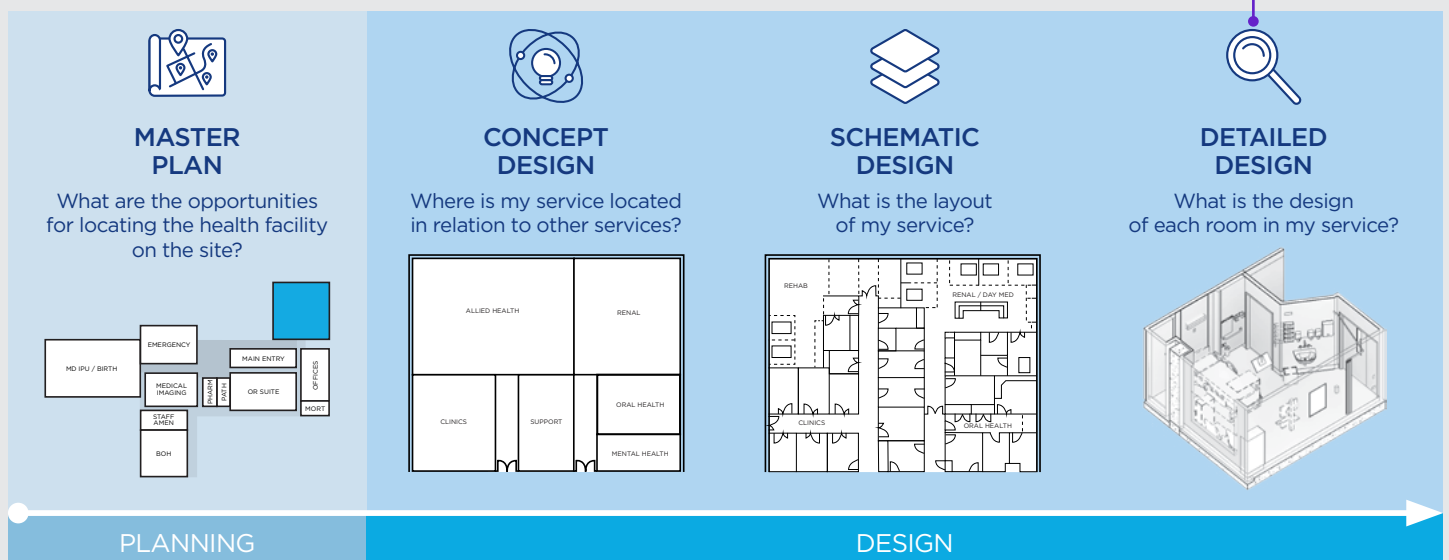 MASTER
PLAN
What are the opportunities
for locating the health facility
on the site?
EMERGENCY
MD IPU / BIRTH
MAIN ENTRY
MEDICAL
IMAGING
PHARM
PATH
OR SUITE
OFFICES
MORT
STAFF
AMEN
BOH
CONCEPT
DESIGN
Where is my service located
in relation to other services?
ALLIED HEALTH
RENAL
CLINICS
SUPPORT
ORAL HEALTH
MENTAL HEALTH
SCHEMATIC
DESIGN
What is the layout
of my service?
REHAB
RENAL / DAY MED
CLINICS
ORAL HEALTH
DETAILED
DESIGN
What is the design
of each room in my service?
PLANNING
DESIGN